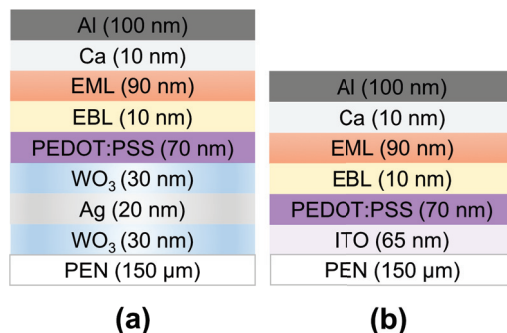 Al (100 nm)
Ca (10 nm)
EML (90 nm)
EBL (10 nm)
PEDOT:PSS (70 nm)
WO₃ (30 nm)
Ag (20 nm)
WO₃ (30 nm)
PEN (150 μm)
(a)
Al (100 nm)
Ca (10 nm)
EML (90 nm)
EBL (10 nm)
PEDOT:PSS (70 nm)
ITO (65 nm)
PEN (150 μm)
(b)